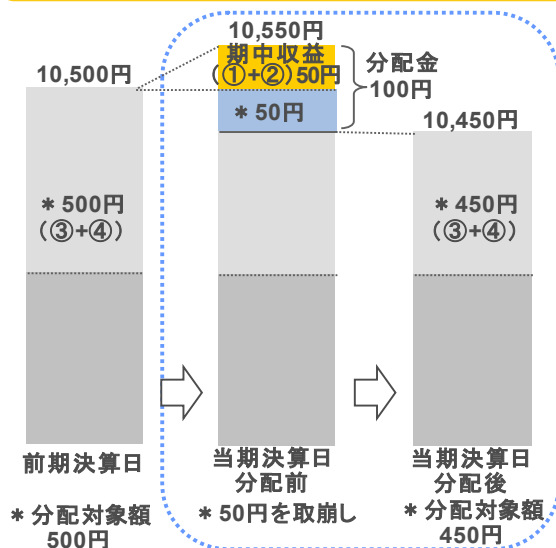 10,550円
10,500円
期中収益
(①+②)50円
分配金
100円
*50円
10,450円
*500円
(③+④)
*450円
(③+④)
前期決算日
*分配対象額
500円
当期決算日
分配前
*50円を取崩し
当期決算日
分配後
*分配対象額
450円